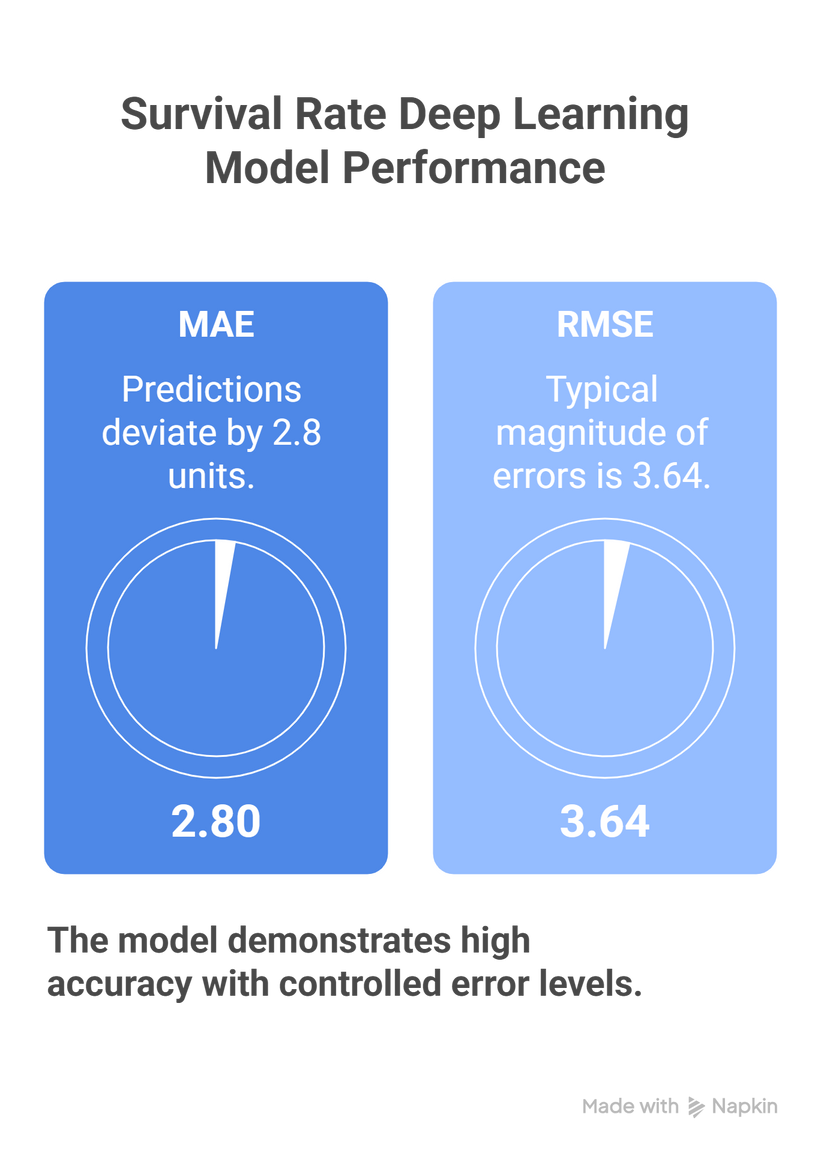 Survival Rate Deep Learning
Model Performance
MAE
Predictions
deviate by 2.8
units.
2.80
RMSE
Typical
magnitude of
errors is 3.64.
3.64
The model demonstrates high
accuracy with controlled error levels.
Made with Napkin